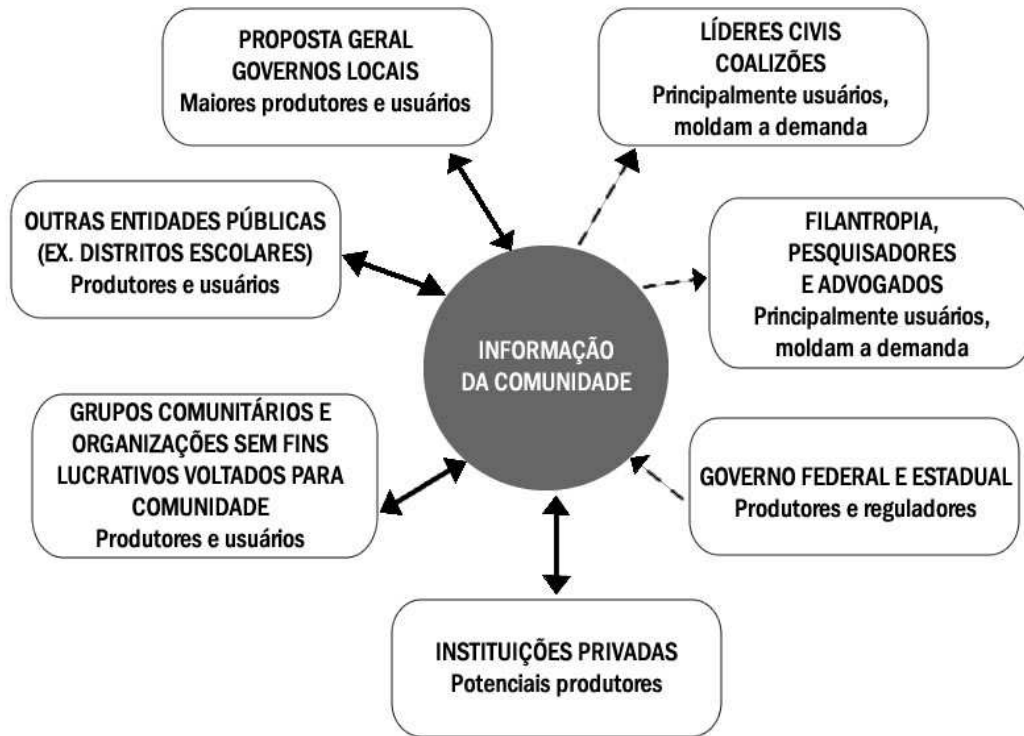 PROPOSTA GERAL
GOVERNOS LOCAIS
Maiores produtores e usuários
LÍDERES CIVIS
COALIZÕES
Principalmente usuários,
moldam a demanda
OUTRAS ENTIDADES PÚBLICAS
(EX. DISTRITOS ESCOLARES)
Produtores e usuários
FILANTROPIA,
PESQUISADORES
E ADVOGADOS
Principalmente usuários,
moldam a demanda
INFORMAÇÃO
DA COMUNIDADE
GRUPOS COMUNITÁRIOS E
ORGANIZAÇÕES SEM FINS
LUCRATIVOS VOLTADOS PARA
COMUNIDADE
Produtores e usuários
GOVERNO FEDERAL E ESTADUAL
Produtores e reguladores
INSTITUIÇÕES PRIVADAS
Potenciais produtores